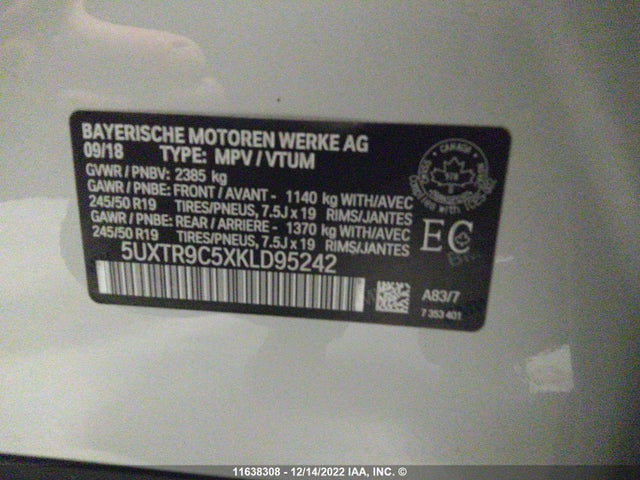 BAYERISCHE MOTOREN WERKE AG
09/18 TYPE: MPV / VTUM
GVWR / PNBV: 2385 kg
GAWR / PNBE: FRONT / AVANT - 1140 kg WITH/AVEC
245/50 R19 TIRES/PNEUS, 7.5J x 19 RIMS/JANTES
GAWR / PNBE: REAR / ARRIERE - 1370 kg WITH/AVEC
245/50 R19 TIRES/PNEUS, 7.5J x 19 RIMS/JANTES
5UXTR9C5XKLD95242
CANADA
EC
A83/7
7 353 401
11638308 - 12/14/2022 IAA, INC. ©